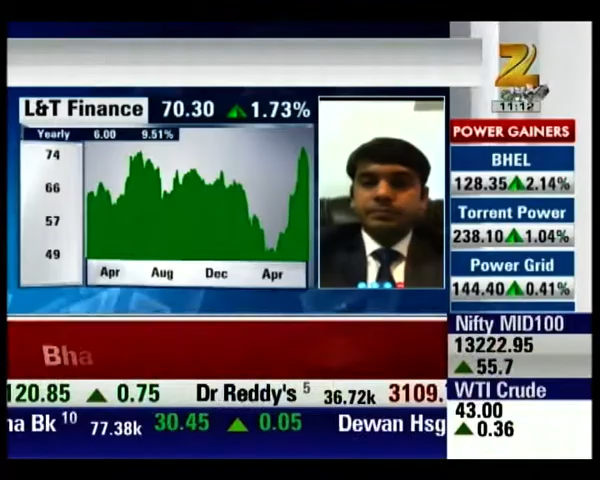 Z
11:12
L&T Finance 70.30 1.73%
Yearly 6.00 9.51%
74
66
57
49
Apr Aug Dec Apr
POWER GAINERS
BHEL
128.35 2.14%
Torrent Power
238.10 1.04%
Power Grid
144.40 0.41%
Bha
Nifty MID100
13222.95
55.7
WTI Crude
43.00
0.36
120.85 0.75 Dr Reddy's 5 36.72k 3109.
na Bk 10 77.38k 30.45 0.05 Dewan Hsg